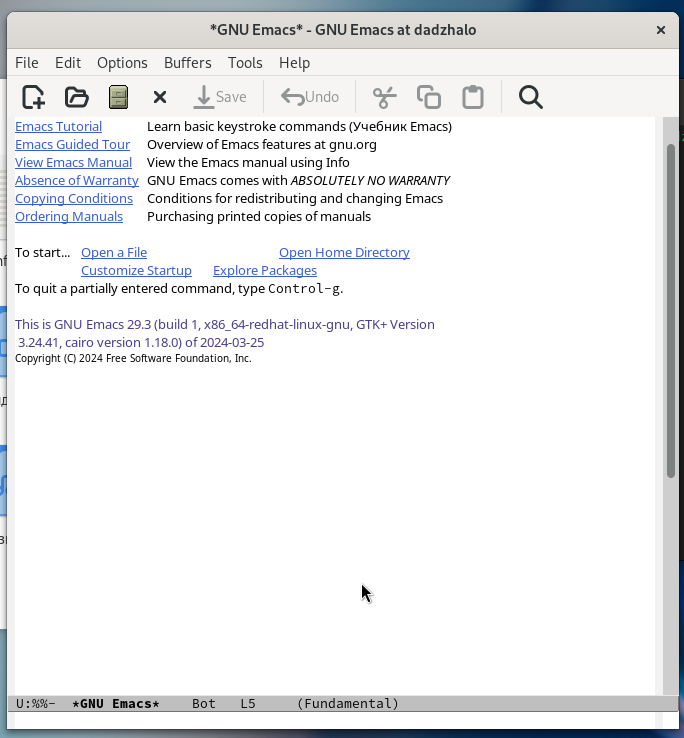 *GNU Emacs* - GNU Emacs at dadzhalo
File Edit Options Buffers Tools Help
Save Undo
Emacs Tutorial Learn basic keystroke commands (Учебник Emacs)
Emacs Guided Tour Overview of Emacs features at gnu.org
View Emacs Manual View the Emacs manual using Info
Absence of Warranty GNU Emacs comes with ABSOLUTELY NO WARRANTY
Copying Conditions Conditions for redistributing and changing Emacs
Ordering Manuals Purchasing printed copies of manuals
To start... Open a File Open Home Directory
Customize Startup Explore Packages
To quit a partially entered command, type Control-g.
This is GNU Emacs 29.3 (build 1, x86_64-redhat-linux-gnu, GTK+ Version
3.24.41, cairo version 1.18.0) of 2024-03-25
Copyright (C) 2024 Free Software Foundation, Inc.
U:%%- *GNU Emacs* Bot L5 (Fundamental)